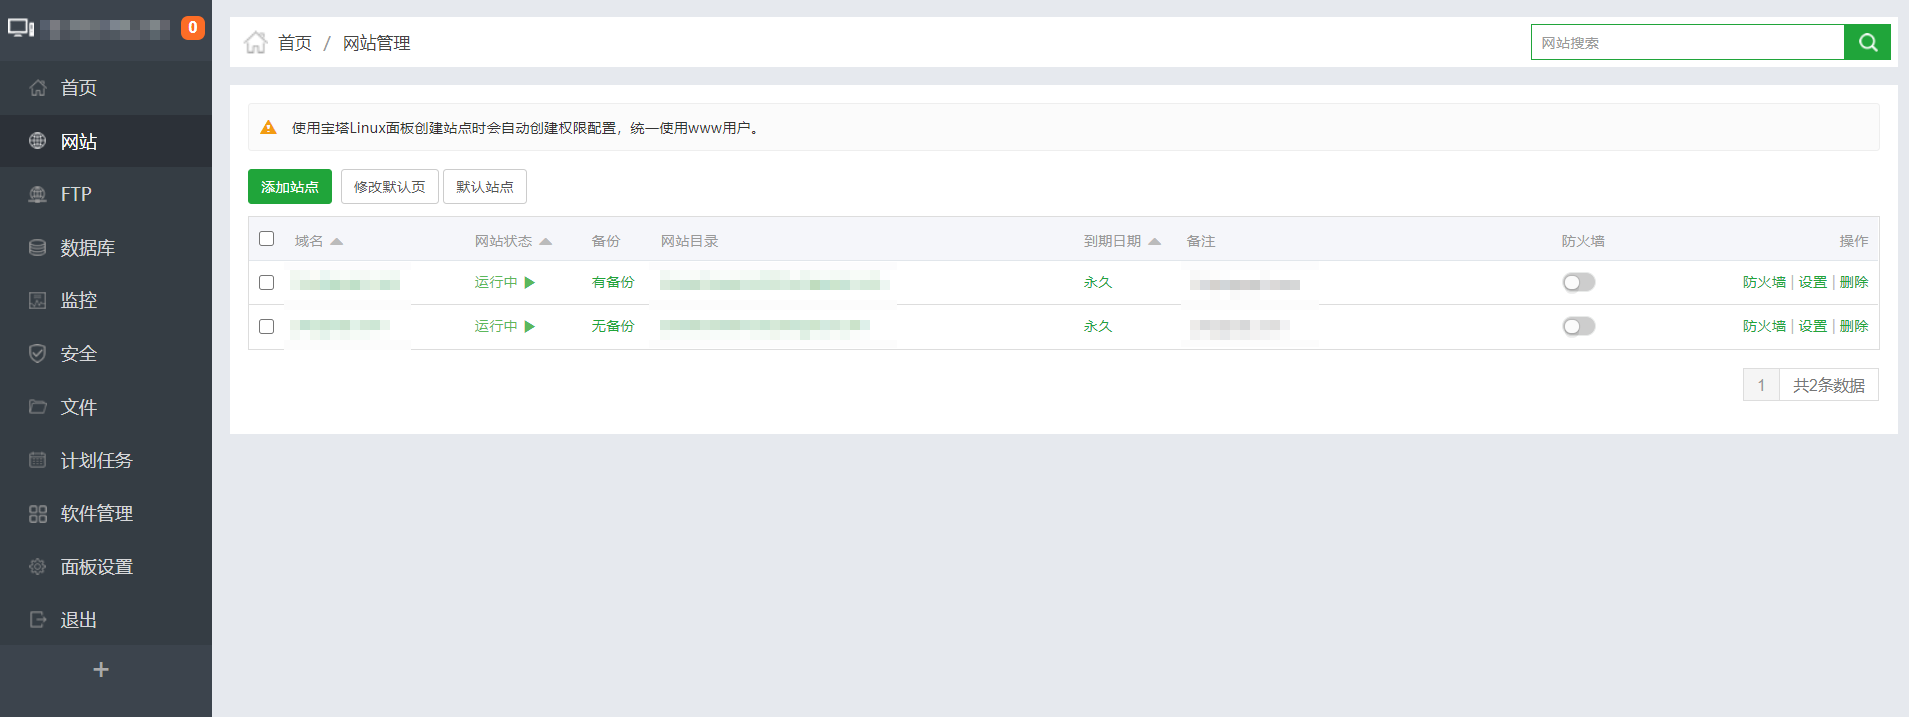 0
首页
网站
FTP
数据库
监控
安全
文件
计划任务
软件管理
面板设置
退出
+
首页 / 网站管理
网站搜索
使用宝塔Linux面板创建站点时会自动创建权限配置，统一使用www用户。
添加站点 修改默认页 默认站点
域名 网站状态 备份 网站目录 到期日期 备注 防火墙 操作
运行中 有备份 永久 防火墙 | 设置 | 删除
运行中 无备份 永久 防火墙 | 设置 | 删除
1 共2条数据